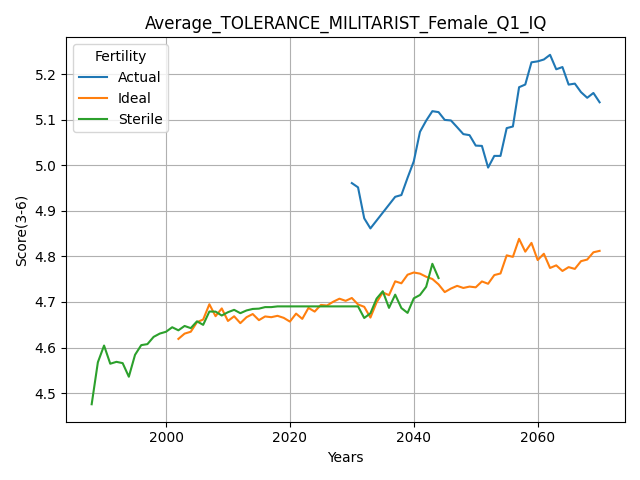 Average_TOLERANCE_MILITARIST_Female_Q1_IQ
Fertility
Actual
Ideal
Sterile
Score(3-6)
5.2
5.1
5.0
4.9
4.8
4.7
4.6
4.5
2000 2020 2040 2060
Years